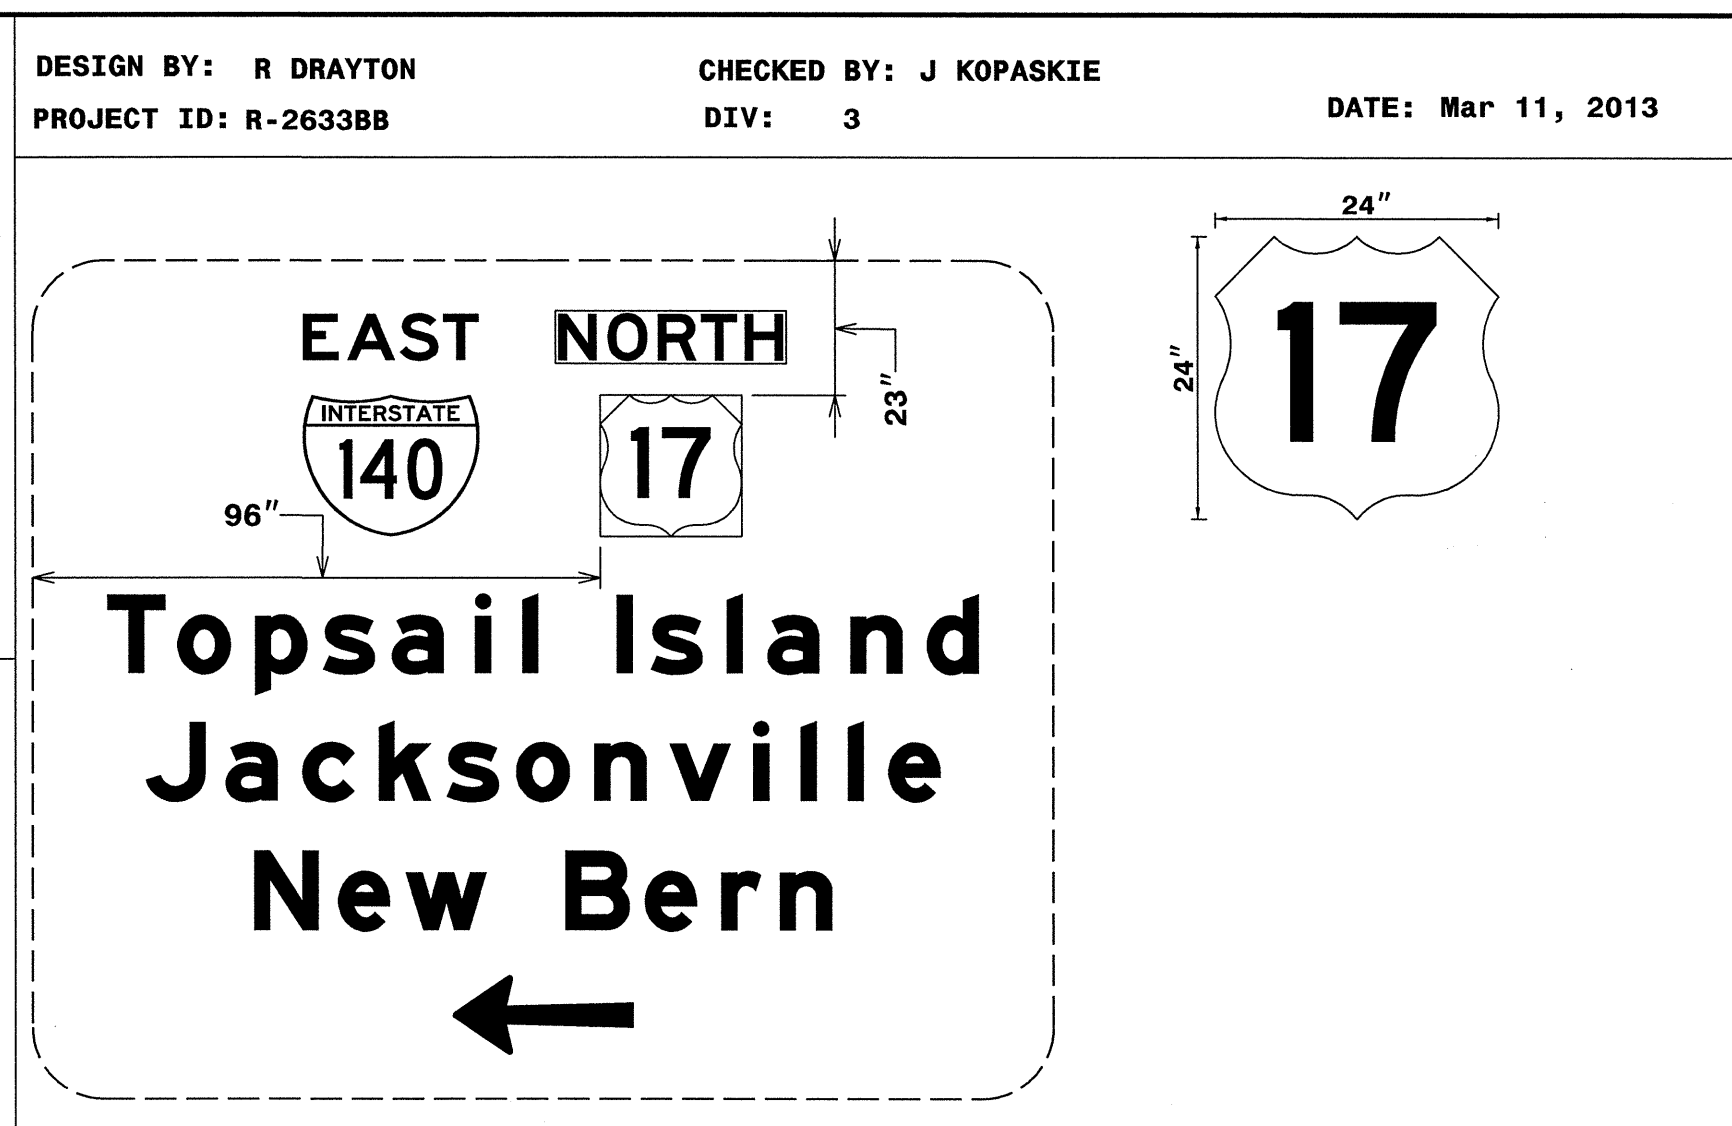 DESIGN BY: R DRAYTON CHECKED BY: J KOPASKIE
PROJECT ID: R-2633BB DIV: 3 DATE: Mar 11, 2013
24"
24"
17
EAST NORTH
23"
INTERSTATE
140
17
96"
Topsail Island
Jacksonville
New Bern